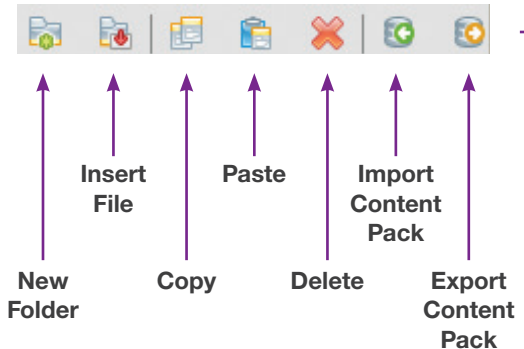 Insert
File
Paste
Import
Content
Pack
New
Folder
Copy
Delete
Export
Content
Pack